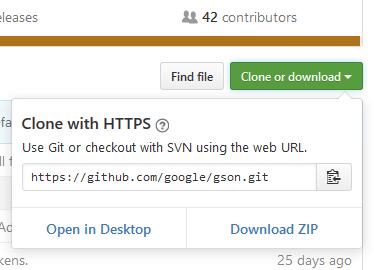 eleases
42 contributors
Find file
Clone or download
Clone with HTTPS ?
Use Git or checkout with SVN using the web URL.
https://github.com/google/gson.git
Open in Desktop
Download ZIP
kens.
25 days ago